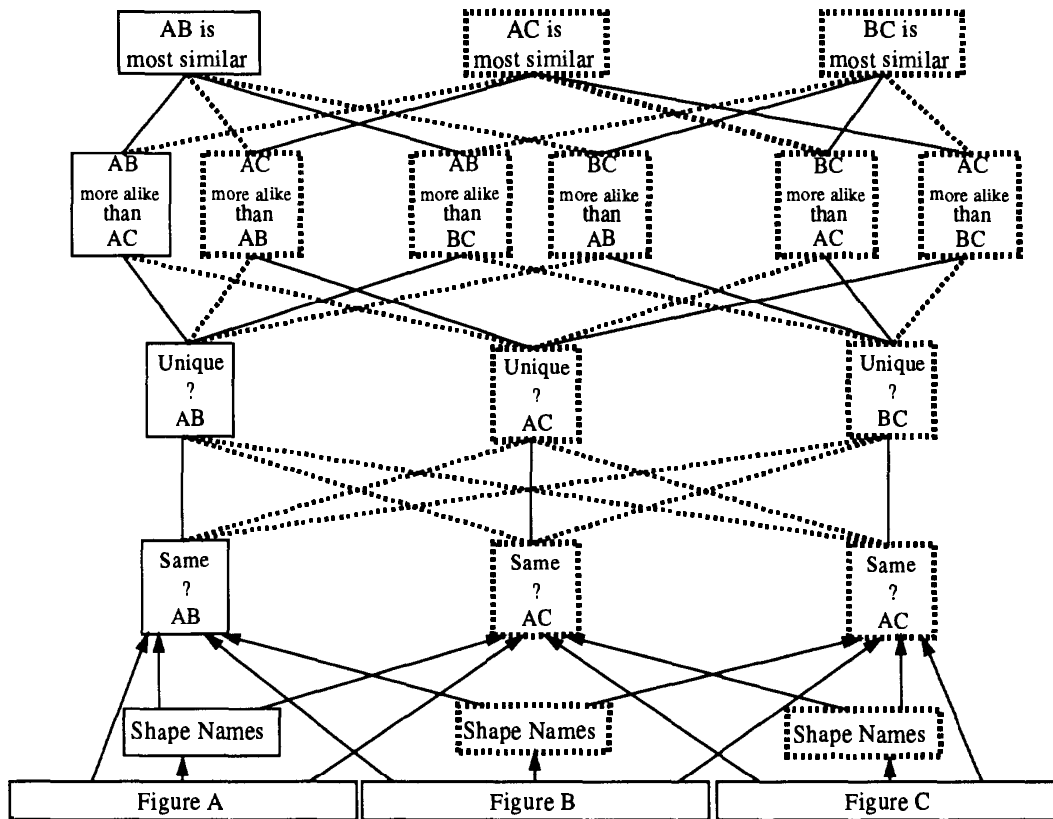 AB is
most similar
AC is
most similar
BC is
most similar
AB
more alike
than
AC
AC
more alike
than
AB
AB
more alike
than
BC
BC
more alike
than
AB
BC
more alike
than
AC
AC
more alike
than
BC
Unique
?
AB
Unique
?
AC
Unique
?
BC
Same
?
AB
Same
?
AC
Same
?
AC
Shape Names
Shape Names
Shape Names
Figure A
Figure B
Figure C